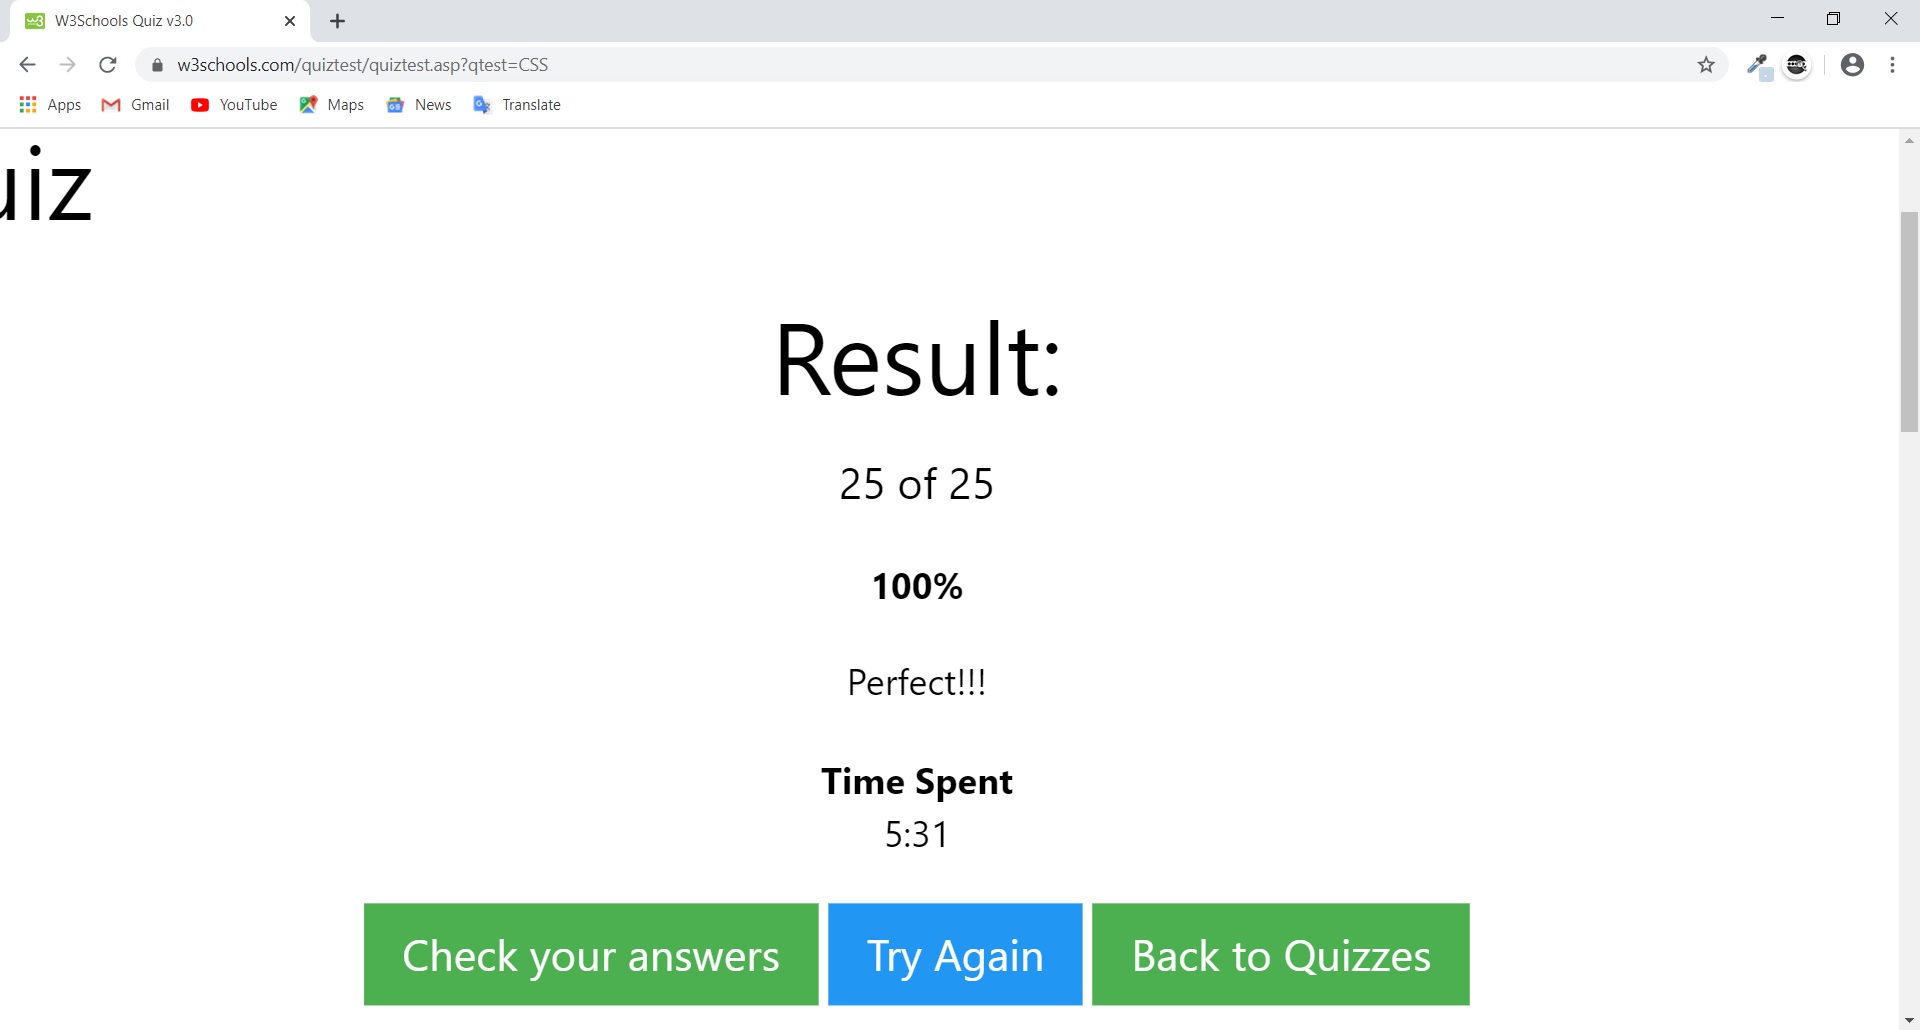 W3Schools Quiz v3.0
w3schools.com/quiztest/quiztest.asp?qtest=CSS
Apps Gmail YouTube Maps News Translate
uiz
Result:
25 of 25
100%
Perfect!!!
Time Spent
5:31
Check your answers Try Again Back to Quizzes